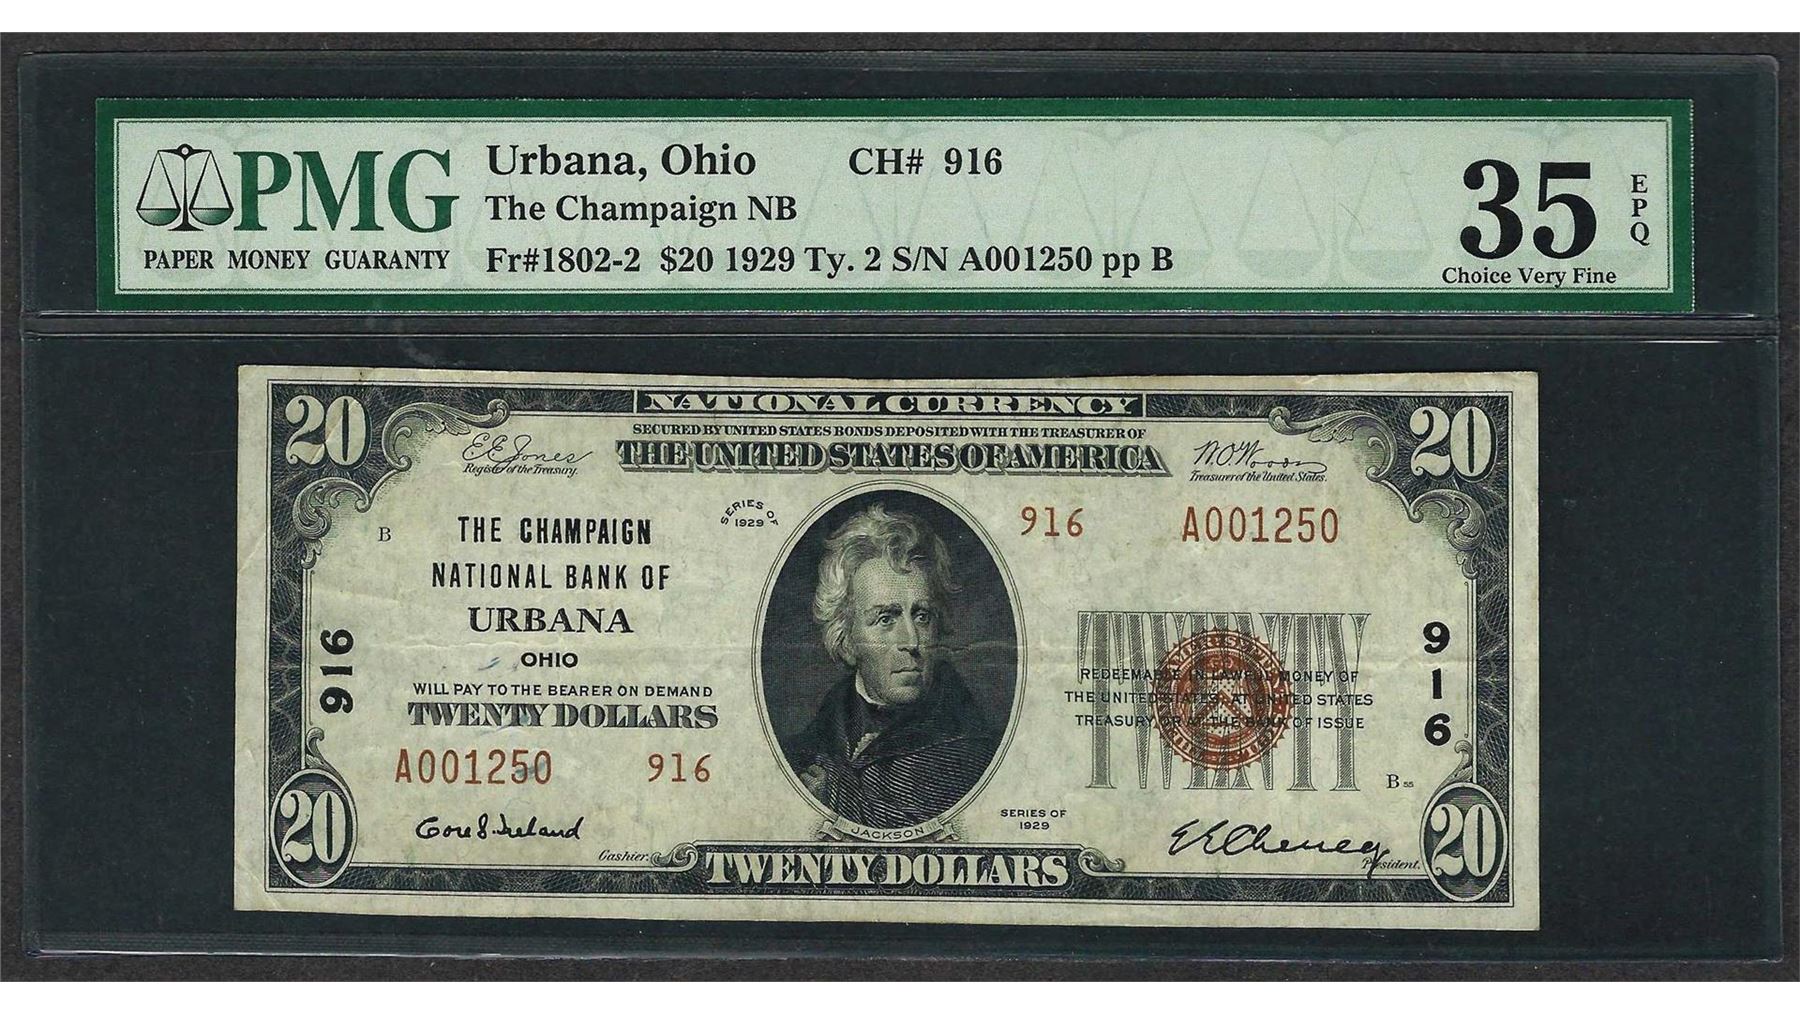 PMG
PAPER MONEY GUARANTY
Urbana, Ohio CH# 916
The Champaign NB
Fr#1802-2 $20 1929 Ty. 2 S/N A001250 pp B
35
EPQ
Choice Very Fine
20
NATIONAL CURRENCY
20
SECURED BY UNITED STATES BONDS DEPOSITED WITH THE TREASURER OF
THE UNITED STATES OF AMERICA
E E Jones
Register of the Treasury.
W.O. Woods
Treasurer of the United States.
SERIES OF
1929
916 A001250
B
THE CHAMPAIGN
NATIONAL BANK OF
URBANA
OHIO
WILL PAY TO THE BEARER ON DEMAND
TWENTY DOLLARS
916
A001250 916
TWENTY
REDEEMABLE IN LAWFUL MONEY OF
THE UNITED STATES, AT UNITED STATES
TREASURY, OR AT THE BANK OF ISSUE
916
B 55
SERIES OF
1929
JACKSON
20
Cashier.
TWENTY DOLLARS
E E Cheney
President.
20